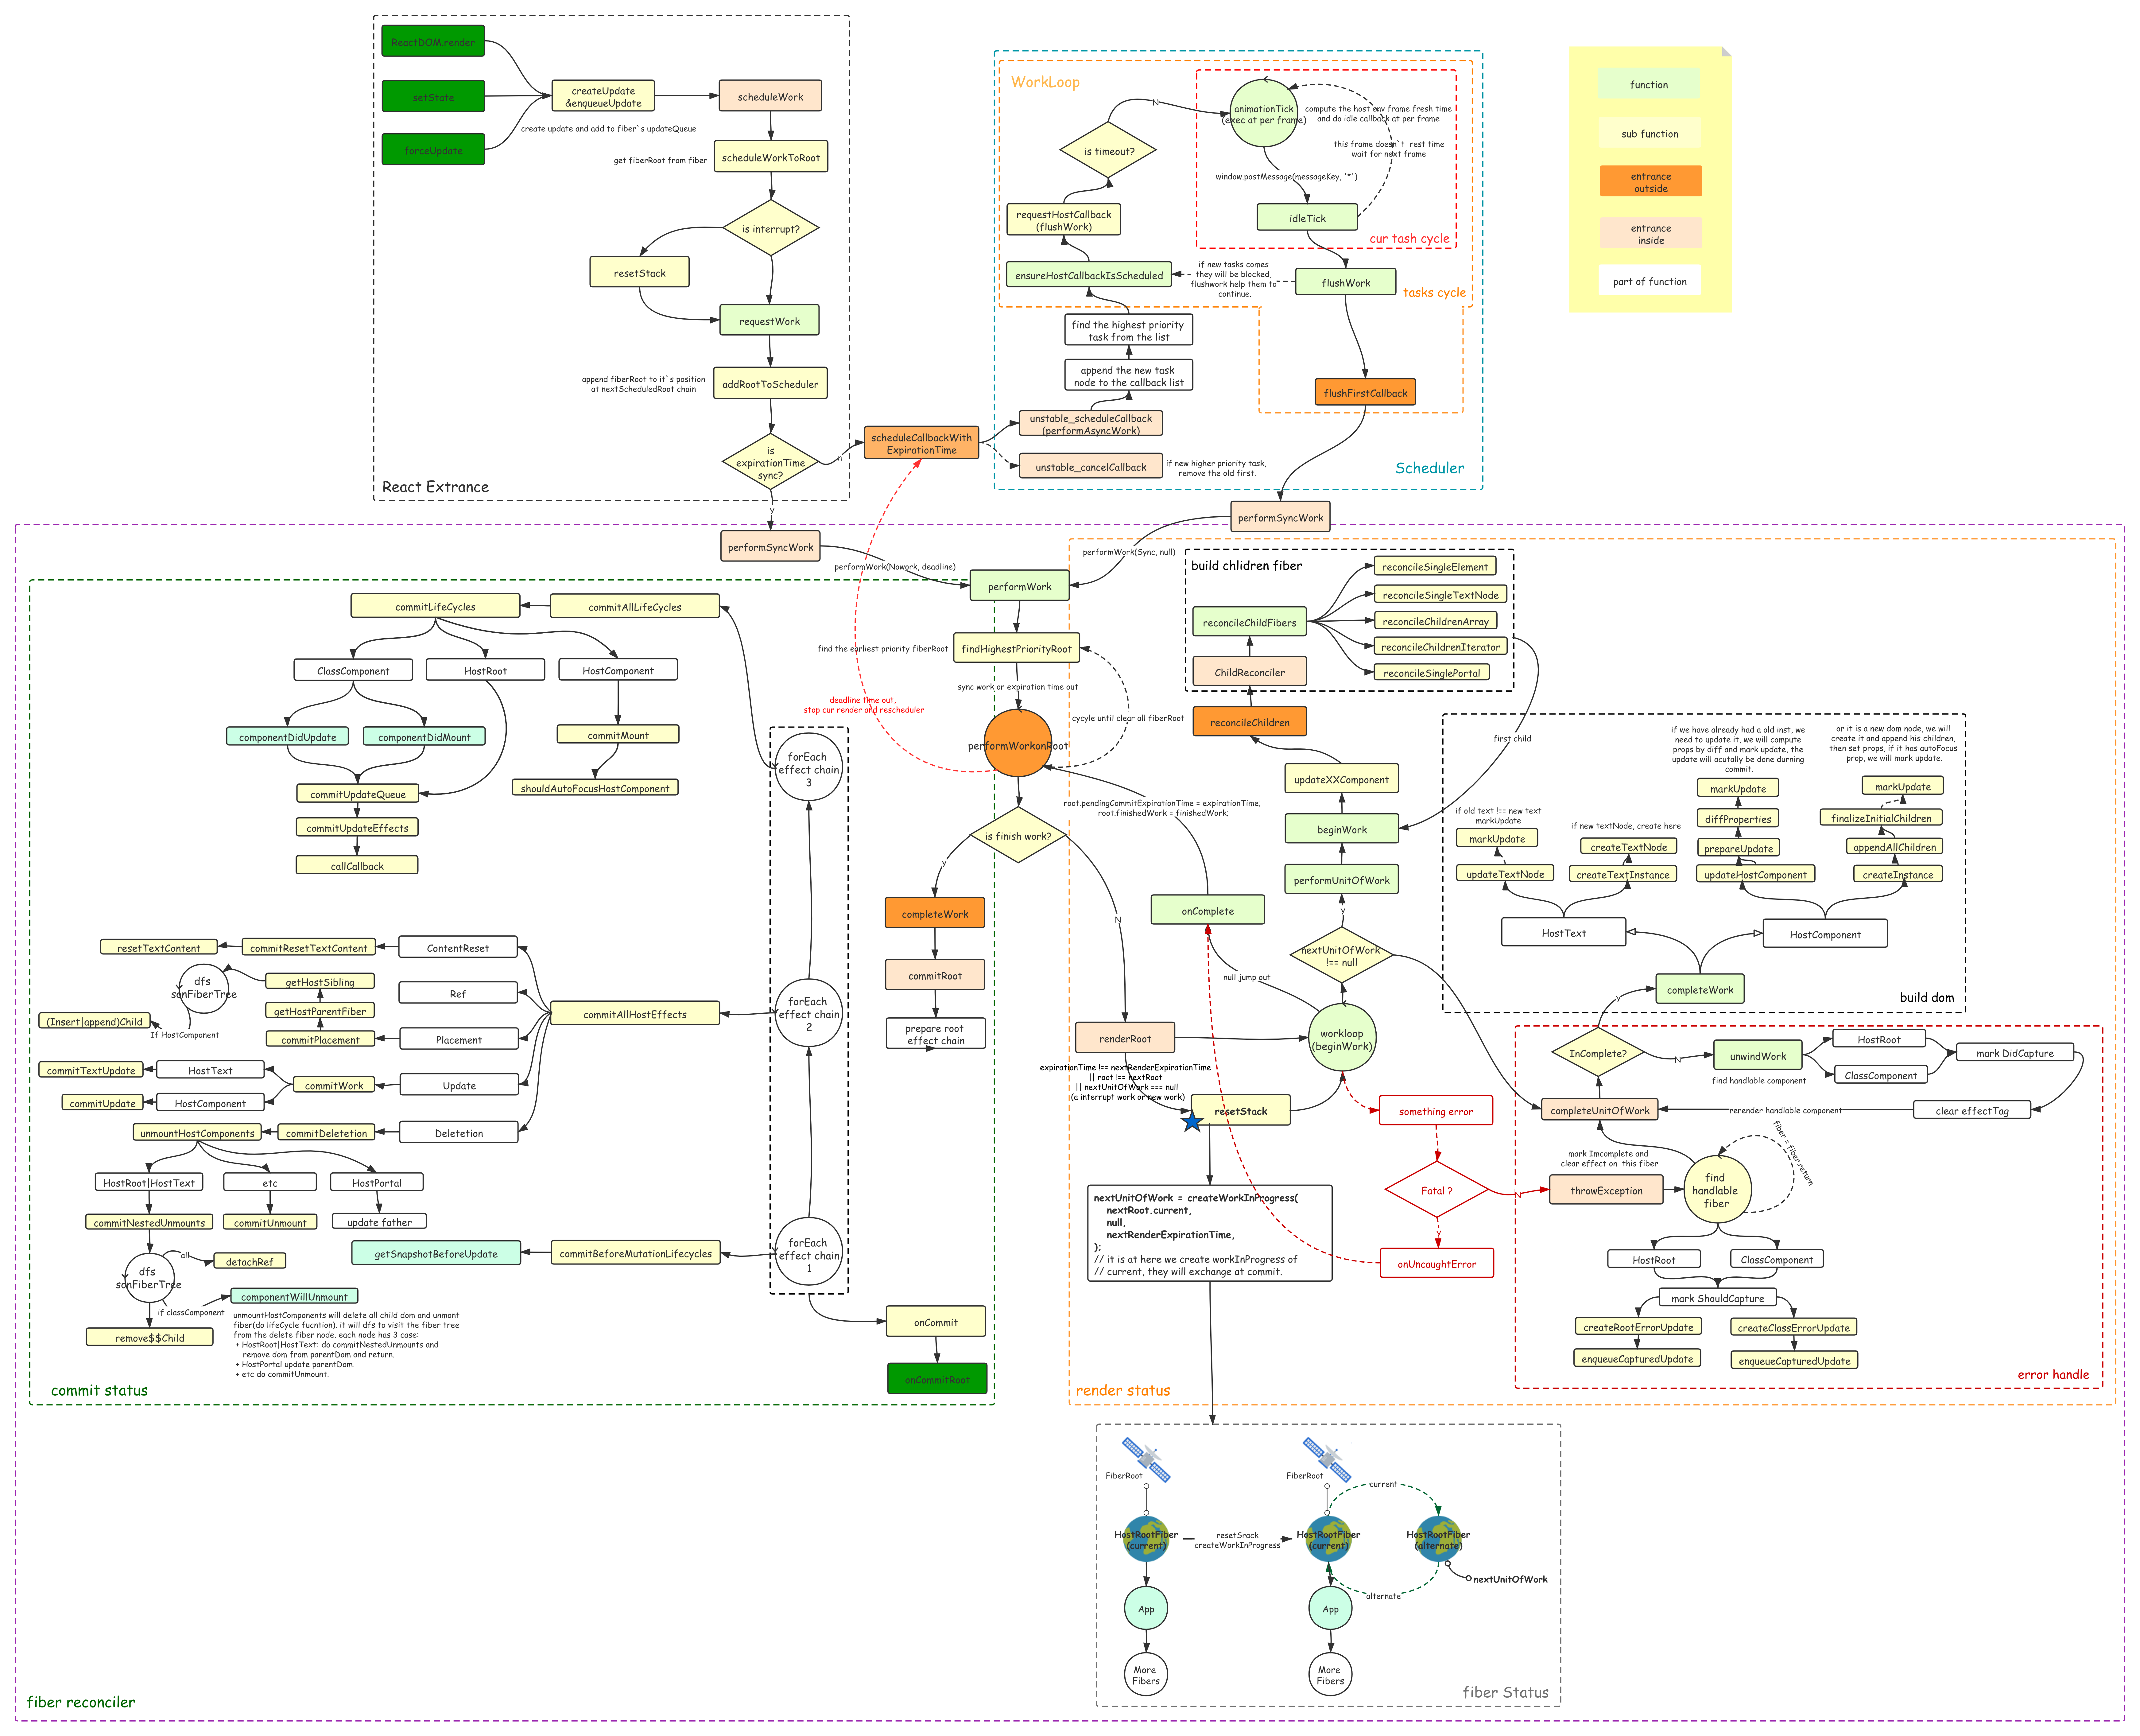 ReactDOM.render
setState
forceUpdate
createUpdate
&enqueueUpdate
create update and add to fiber`s updateQueue
scheduleWork
get fiberRoot from fiber
scheduleWorkToRoot
is interrupt?
resetStack
requestWork
append fiberRoot to it`s position
at nextScheduledRoot chain
addRootToScheduler
is
expirationTime
sync?
n
Y
React Extrance
scheduleCallbackWith
ExpirationTime
WorkLoop
is timeout?
N
animationTick
(exec at per frame)
compute the host env frame fresh time
and do idle callback at per frame
this frame doesn`t rest time
wait for next frame
window.postMessage(messageKey, '*')
idleTick
cur tash cycle
requestHostCallback
(flushWork)
ensureHostCallbackIsScheduled
if new tasks comes
they will be blocked,
flushwork help them to
continue.
flushWork
tasks cycle
find the highest priority
task from the list
append the new task
node to the callback list
flushFirstCallback
unstable_scheduleCallback
(performAsyncWork)
unstable_cancelCallback
if new higher priority task,
remove the old first.
Scheduler
function
sub function
entrance
outside
entrance
inside
part of function
performSyncWork
performSyncWork
performWork(Nowork, deadline)
performWork(Sync, null)
performWork
find the earliest priority fiberRoot
findHighestPriorityRoot
sync work or expiration time out
deadline time out,
stop cur render and rescheduler
performWorkonRoot
cycyle until clear all fiberRoot
is finish work?
Y
N
completeWork
commitRoot
prepare root
effect chain
commitLifeCycles
commitAllLifeCycles
ClassComponent
HostRoot
HostComponent
componentDidUpdate
componentDidMount
commitMount
commitUpdateQueue
shouldAutoFocusHostComponent
commitUpdateEffects
callCallback
forEach
effect chain
3
forEach
effect chain
2
forEach
effect chain
1
resetTextContent
commitResetTextContent
ContentReset
dfs
sonFiberTree
getHostSibling
Ref
getHostParentFiber
commitAllHostEffects
(Insert|append)Child
If HostComponent
commitPlacement
Placement
commitTextUpdate
HostText
commitWork
Update
commitUpdate
HostComponent
unmountHostComponents
commitDeletetion
Deletetion
HostRoot|HostText
etc
HostPortal
commitNestedUnmounts
commitUnmount
update father
dfs
sonFiberTree
all
detachRef
if classComponent
componentWillUnmount
remove$$Child
getSnapshotBeforeUpdate
commitBeforeMutationLifecycles
unmountHostComponents will delete all child dom and unmont
fiber(do lifeCycle fucntion). it will dfs to visit the fiber tree
from the delete fiber node. each node has 3 case:
+ HostRoot|HostText: do commitNestedUnmounts and
remove dom from parentDom and return.
+ HostPortal update parentDom.
+ etc do commitUnmount.
onCommit
onCommitRoot
commit status
build chlidren fiber
reconcileChildFibers
ChildReconciler
reconcileSingleElement
reconcileSingleTextNode
reconcileChildrenArray
reconcileChildrenIterator
reconcileSinglePortal
reconcileChildren
first child
updateXXComponent
beginWork
performUnitOfWork
Y
nextUnitOfWork
!== null
root.pendingCommitExpirationTime = expirationTime;
root.finishedWork = finishedWork;
onComplete
null jump out
workloop
(beginWork)
renderRoot
expirationTime !== nextRenderExpirationTime
|| root !== nextRoot
|| nextUnitOfWork === null
(a interrupt work or new work)
resetStack
nextUnitOfWork = createWorkInProgress(
nextRoot.current,
null,
nextRenderExpirationTime,
);
// it is at here we create workInProgress of
// current, they will exchange at commit.
something error
Fatal ?
N
Y
onUncaughtError
render status
if old text !== new text
markUpdate
markUpdate
updateTextNode
if new textNode, create here
createTextNode
createTextInstance
if we have already had a old inst, we
need to update it, we will compute
props by diff and mark update, the
update will acutally be done durning
commit.
markUpdate
diffProperties
prepareUpdate
updateHostComponent
or it is a new dom node, we will
create it and append his children,
then set props, if it has autoFocus
prop, we will mark update.
markUpdate
finalizeInitialChildren
appendAllChildren
createInstance
HostText
HostComponent
completeWork
build dom
Y
InComplete?
N
unwindWork
find handlable component
HostRoot
ClassComponent
mark DidCapture
completeUnitOfWork
rerender handlable component
clear effectTag
mark Imcomplete and
clear effect on this fiber
throwException
find
handlable
fiber
fiber = fiber.return
HostRoot
ClassComponent
mark ShouldCapture
createRootErrorUpdate
createClassErrorUpdate
enqueueCapturedUpdate
enqueueCapturedUpdate
error handle
FiberRoot
FiberRoot
current
HostRootFiber
(current)
resetSrack
createWorkInProgress
HostRootFiber
(current)
HostRootFiber
(alternate)
nextUnitOfWork
alternate
App
App
More
Fibers
More
Fibers
fiber Status
fiber reconciler